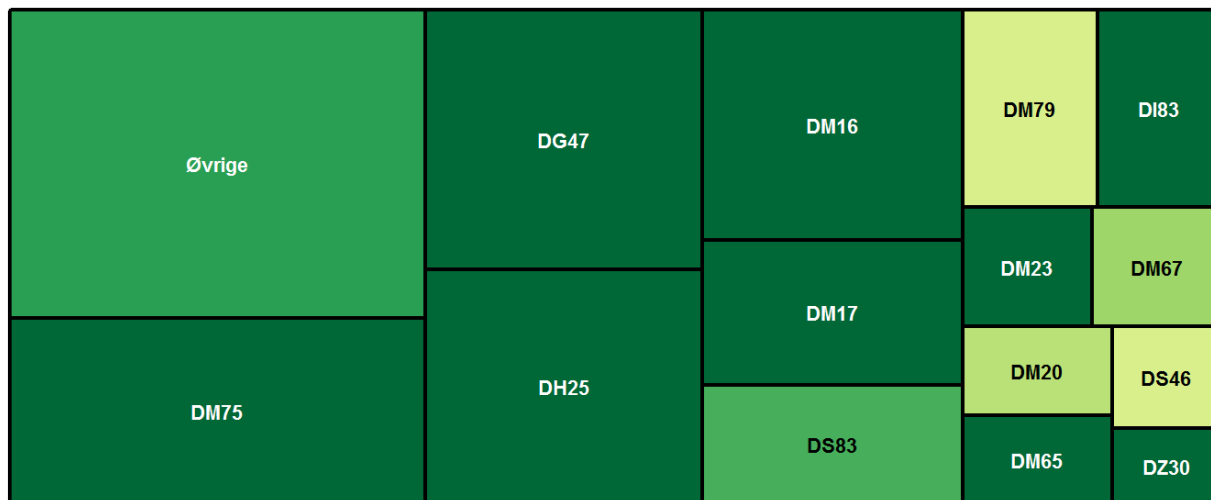 Øvrige
DM75
DG47
DH25
DM16
DM17
DS83
DM79
DI83
DM23
DM67
DM20
DS46
DM65
DZ30